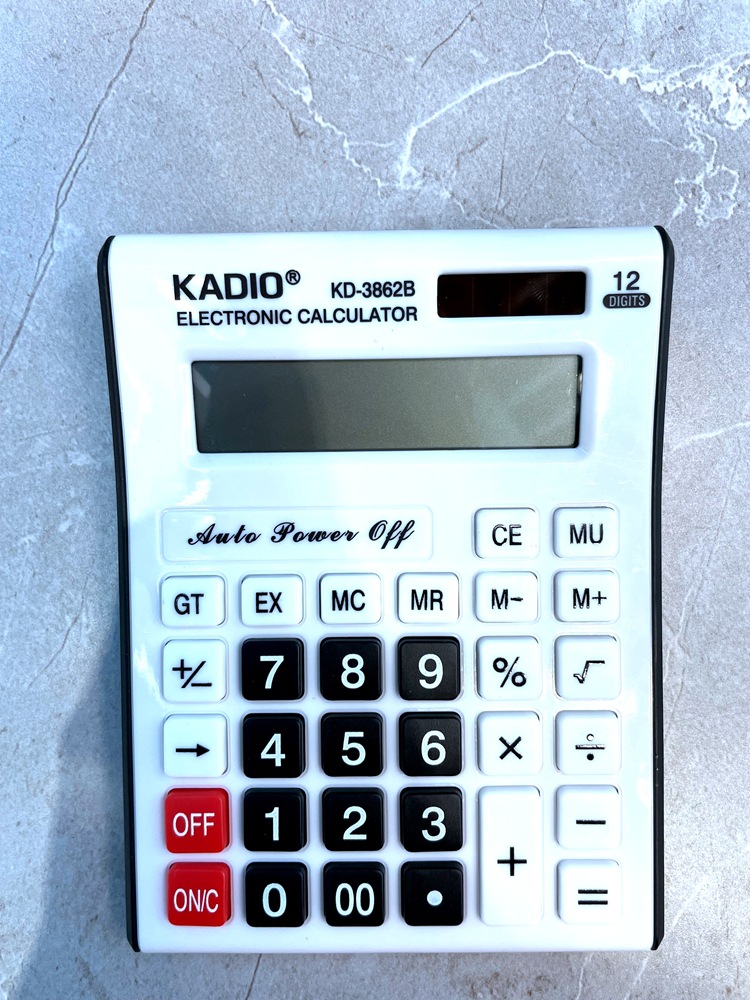 KADIO® KD-3862B
ELECTRONIC CALCULATOR
12
DIGITS
Auto Power Off
CE MU
GT EX MC MR M- M+
+/− 7 8 9 % √
→ 4 5 6 × ÷
OFF 1 2 3 −
+
ON/C 0 00 • =